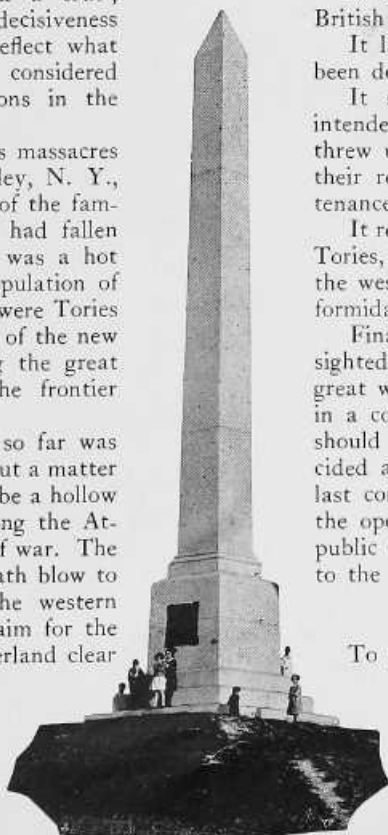 decisiveness
eflect what
considered
ons in the
s massacres
ley, N. Y.,
of the fam-
had fallen
was a hot
pulation of
were Tories
of the new
g the great
he frontier
so far was
ut a matter
be a hollow
ng the At-
f war. The
ath blow to
he western
aim for the
erland clear
British
It l
been de
It
intende
threw u
their re
tenance
It re
Tories,
the wes
formida
Fina
sighted
great w
in a co
should
cided a
last co
the ope
public
to the
To